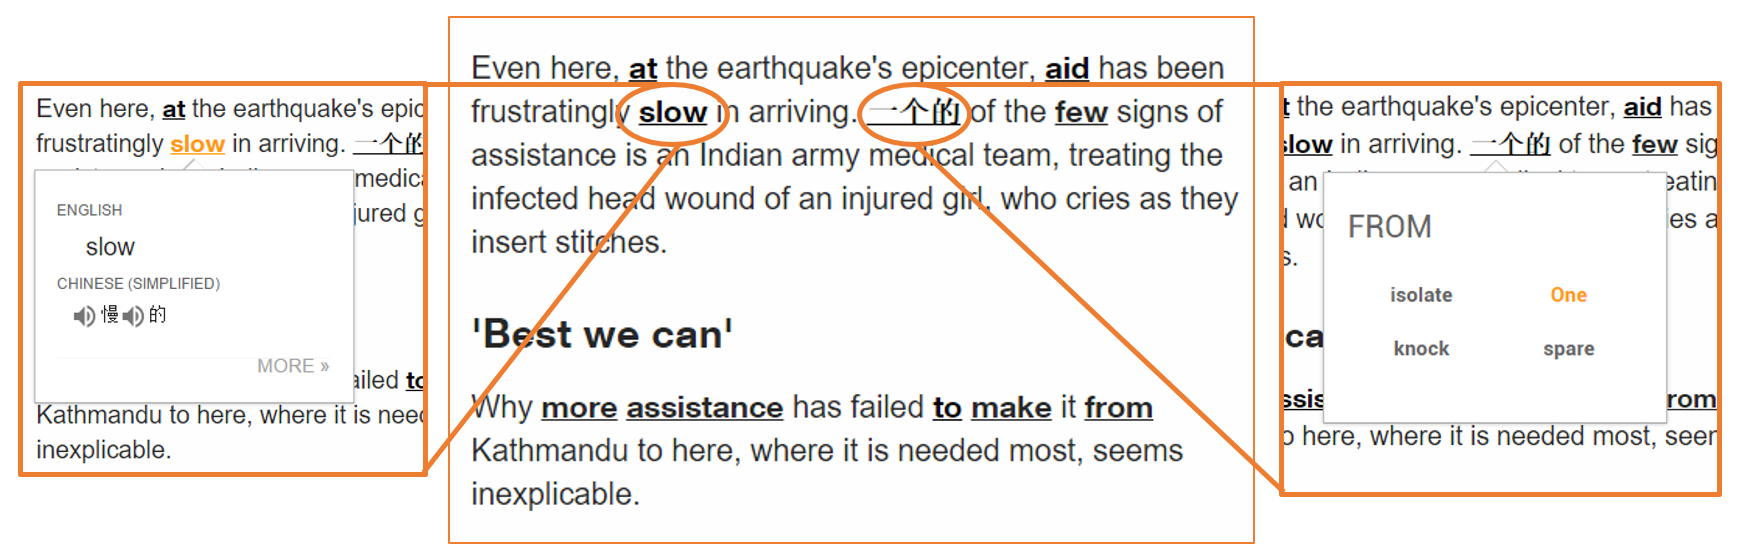 Even here, at the earthquake's epic
frustratingly slow in arriving. 一个的
medica
jured g
ENGLISH
slow
CHINESE (SIMPLIFIED)
慢 的
MORE »
ailed to
Kathmandu to here, where it is need
inexplicable.
Even here, at the earthquake's epicenter, aid has been
frustratingly slow in arriving. 一个的 of the few signs of
assistance is an Indian army medical team, treating the
infected head wound of an injured girl, who cries as they
insert stitches.
'Best we can'
Why more assistance has failed to make it from
Kathmandu to here, where it is needed most, seems
inexplicable.
t the earthquake's epicenter, aid has
slow in arriving. 一个的 of the few sig
an eatin
d wo ies a
s.
FROM
isolate One
knock spare
ca
ssis rom
o here, where it is needed most, seer